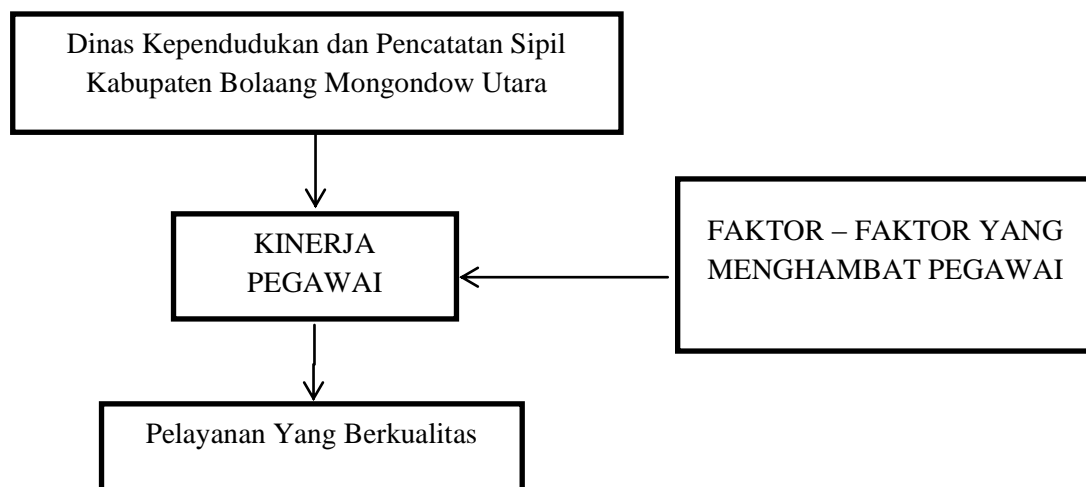 Dinas Kependudukan dan Pencatatan Sipil
Kabupaten Bolaang Mongondow Utara
KINERJA
PEGAWAI
FAKTOR – FAKTOR YANG
MENGHAMBAT PEGAWAI
Pelayanan Yang Berkualitas